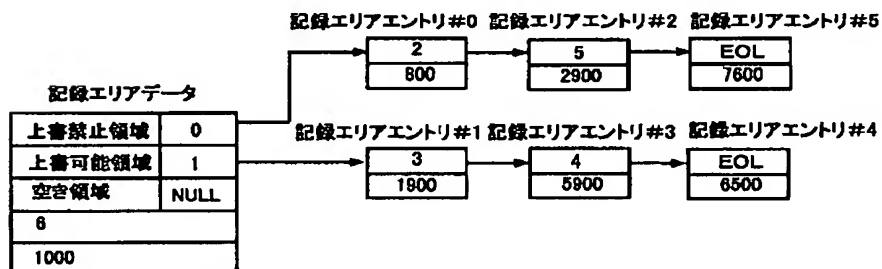 記録エリアエントリ#0 記録エリアエントリ#2 記録エリアエントリ#5
2 5 EOL
800 2900 7600
記録エリアデータ
上書禁止領域 0
上書可能領域 1
空き領域 NULL
6
1000
記録エリアエントリ#1 記録エリアエントリ#3 記録エリアエントリ#4
3 4 EOL
1900 5900 6500